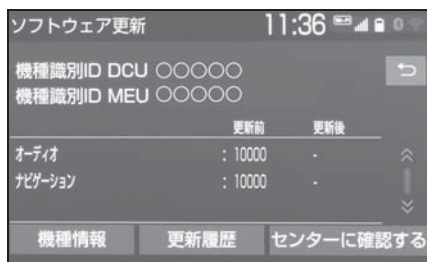 ソフトウェア更新 11:36
機種識別ID DCU ○○○○○
機種識別ID MEU ○○○○○
更新前 更新後
オーディオ : 10000 -
ナビゲーション : 10000 -
機種情報 更新履歴 センターに確認する